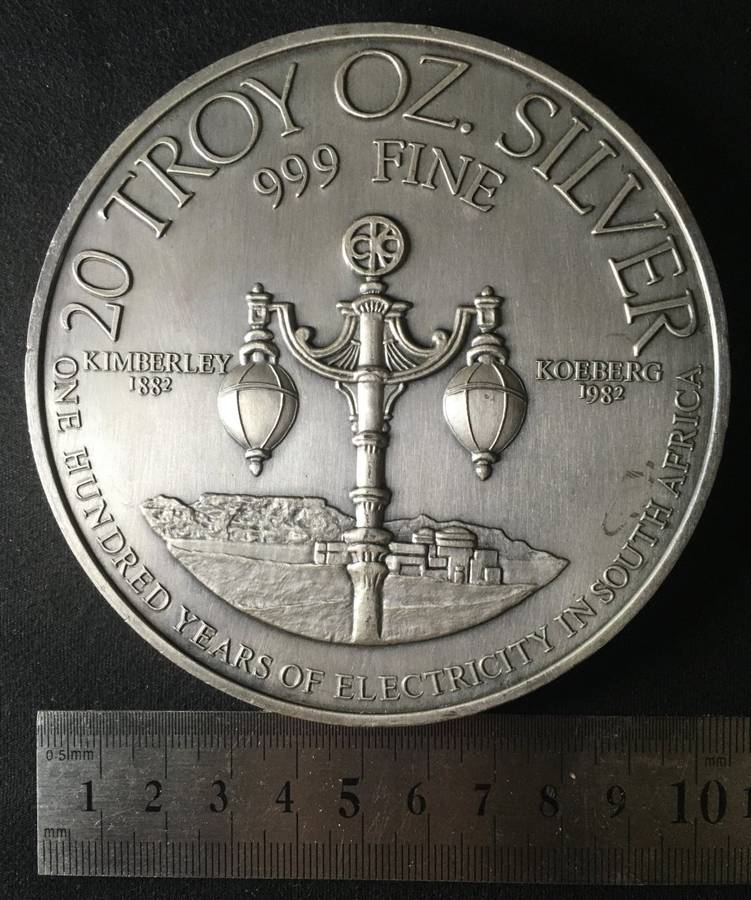 20 TROY OZ. SILVER
999 FINE
KIMBERLEY
1882
KOEBERG
1982
ONE HUNDRED YEARS OF ELECTRICITY IN SOUTH AFRICA
0.5mm
mm
1 2 3 4 5 6 7 8 9 10
mm